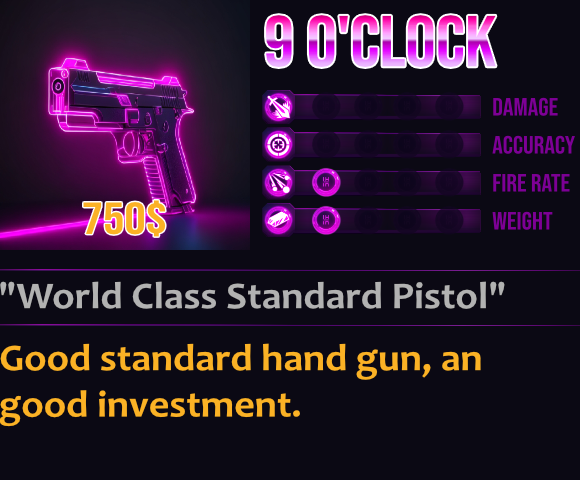 9 O'CLOCK
DAMAGE
ACCURACY
FIRE RATE
WEIGHT
750$
"World Class Standard Pistol"
Good standard hand gun, an
good investment.